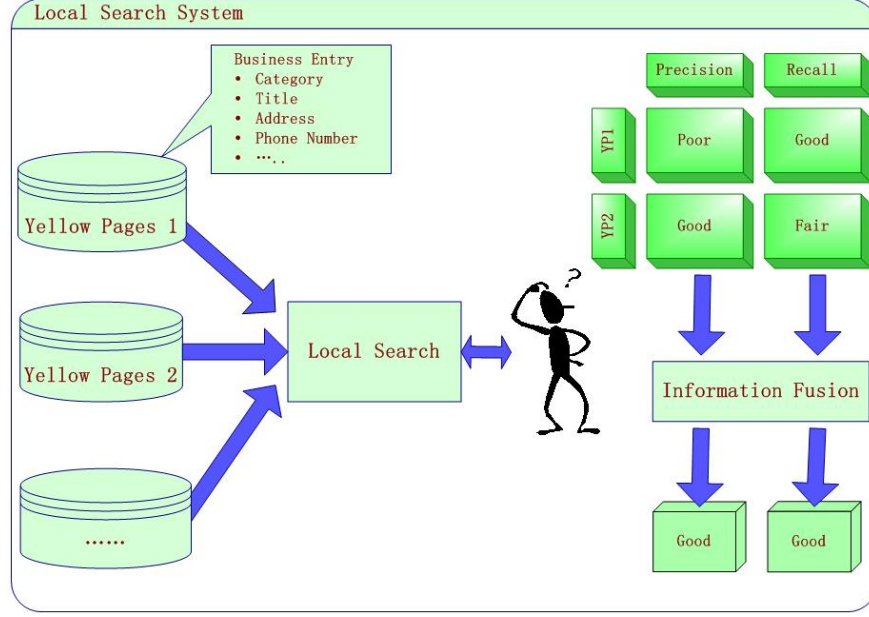 Local Search System
Business Entry
• Category
• Title
• Address
• Phone Number
• …..
Yellow Pages 1
Yellow Pages 2
……
Local Search
?
Precision
Recall
YP1
Poor
Good
YP2
Good
Fair
Information Fusion
Good
Good